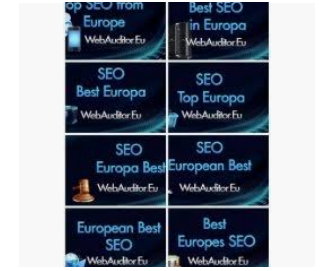 op SEO from
Europe
WebAuditor.Eu
Best SEO
in Europa
WebAuditor.Eu
SEO
Best Europa
WebAuditor.Eu
SEO
Top Europa
WebAuditor.Eu
SEO
Europa Best
WebAuditor.Eu
SEO
European Best
WebAuditor.Eu
European Best
SEO
WebAuditor.Eu
Best
Europes SEO
WebAuditor.Eu